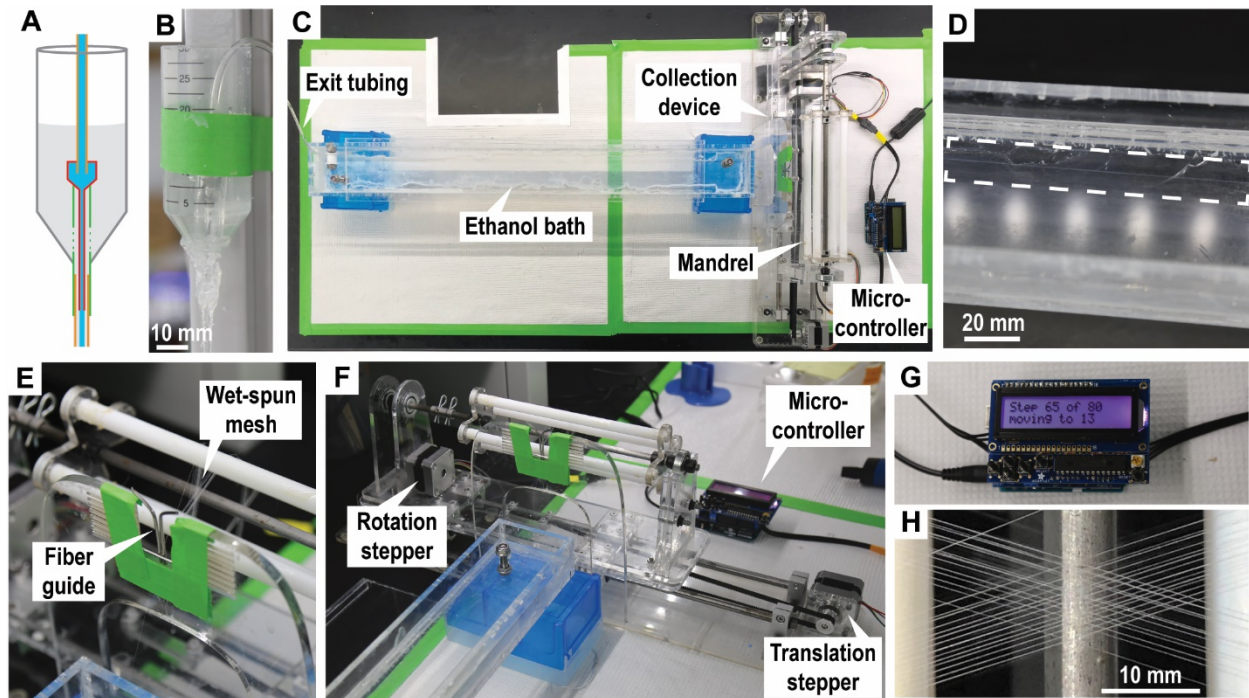 A
B
25
20
5
10 mm
C
Exit tubing
Collection
device
Ethanol bath
Mandrel
Micro-
controller
D
20 mm
E
Wet-spun
mesh
Fiber
guide
F
Micro-
controller
Rotation
stepper
Translation
stepper
G
Step 65 of 80
moving to 13
H
10 mm